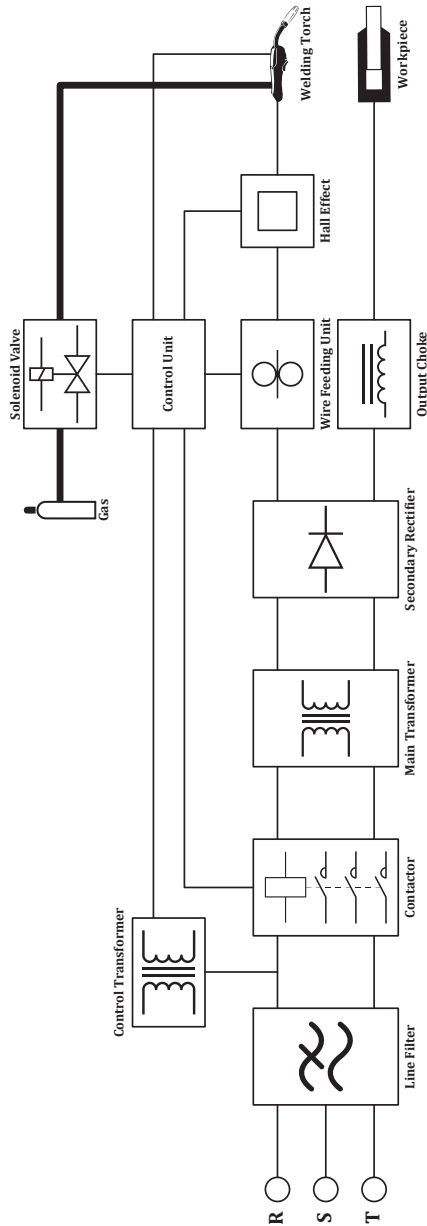 Gas
Solenoid Valve
Control Transformer
Control Unit
Hall Effect
Welding Torch
R
S
T
Line Filter
Contactor
Main Transformer
Secondary Rectifier
Wire Feeding Unit
Output Choke
Workpiece